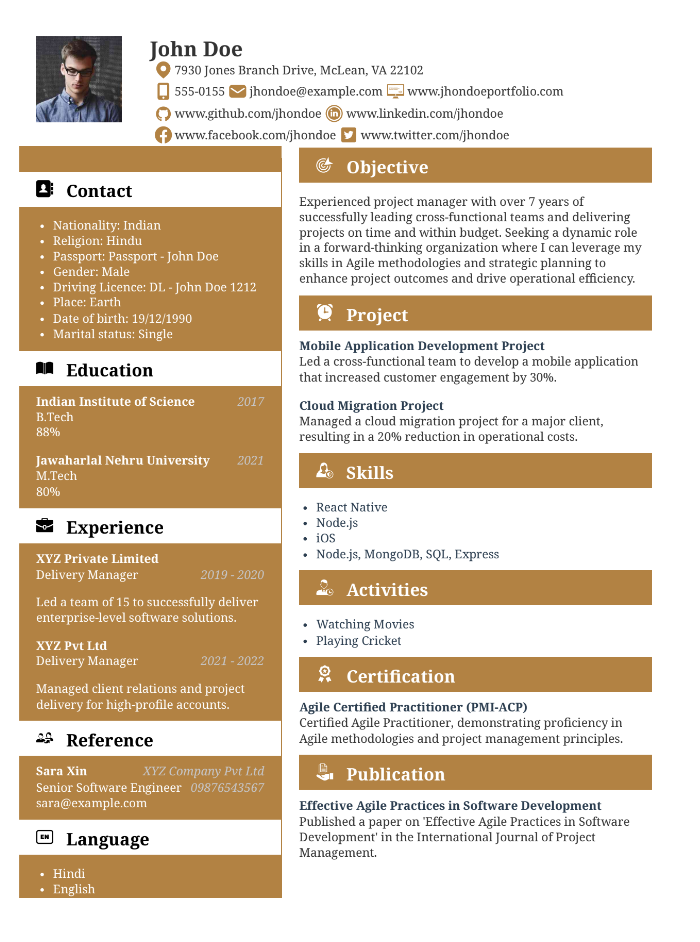 John Doe
7930 Jones Branch Drive, McLean, VA 22102
555-0155 jhondoe@example.com www.jhondoeportfolio.com
www.github.com/jhondoe www.linkedin.com/jhondoe
www.facebook.com/jhondoe www.twitter.com/jhondoe
Contact
• Nationality: Indian
• Religion: Hindu
• Passport: Passport - John Doe
• Gender: Male
• Driving Licence: DL - John Doe 1212
• Place: Earth
• Date of birth: 19/12/1990
• Marital status: Single
Education
Indian Institute of Science 2017
B.Tech
88%
Jawaharlal Nehru University 2021
M.Tech
80%
Experience
XYZ Private Limited
Delivery Manager 2019 - 2020
Led a team of 15 to successfully deliver
enterprise-level software solutions.
XYZ Pvt Ltd
Delivery Manager 2021 - 2022
Managed client relations and project
delivery for high-profile accounts.
Reference
Sara Xin XYZ Company Pvt Ltd
Senior Software Engineer 09876543567
sara@example.com
EN Language
• Hindi
• English
Objective
Experienced project manager with over 7 years of
successfully leading cross-functional teams and delivering
projects on time and within budget. Seeking a dynamic role
in a forward-thinking organization where I can leverage my
skills in Agile methodologies and strategic planning to
enhance project outcomes and drive operational efficiency.
Project
Mobile Application Development Project
Led a cross-functional team to develop a mobile application
that increased customer engagement by 30%.
Cloud Migration Project
Managed a cloud migration project for a major client,
resulting in a 20% reduction in operational costs.
Skills
• React Native
• Node.js
• iOS
• Node.js, MongoDB, SQL, Express
Activities
• Watching Movies
• Playing Cricket
Certification
Agile Certified Practitioner (PMI-ACP)
Certified Agile Practitioner, demonstrating proficiency in
Agile methodologies and project management principles.
Publication
Effective Agile Practices in Software Development
Published a paper on 'Effective Agile Practices in Software
Development' in the International Journal of Project
Management.